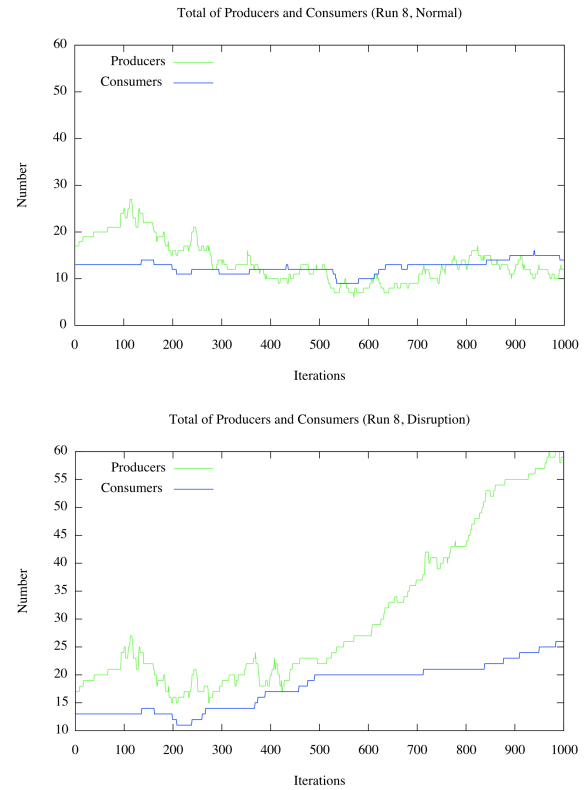 Total of Producers and Consumers (Run 8, Normal)
60
50
40
30
20
10
0
Number
Producers
Consumers
0 100 200 300 400 500 600 700 800 900 1000
Iterations
Total of Producers and Consumers (Run 8, Disruption)
60
55
50
45
40
35
30
25
20
15
10
Number
Producers
Consumers
0 100 200 300 400 500 600 700 800 900 1000
Iterations